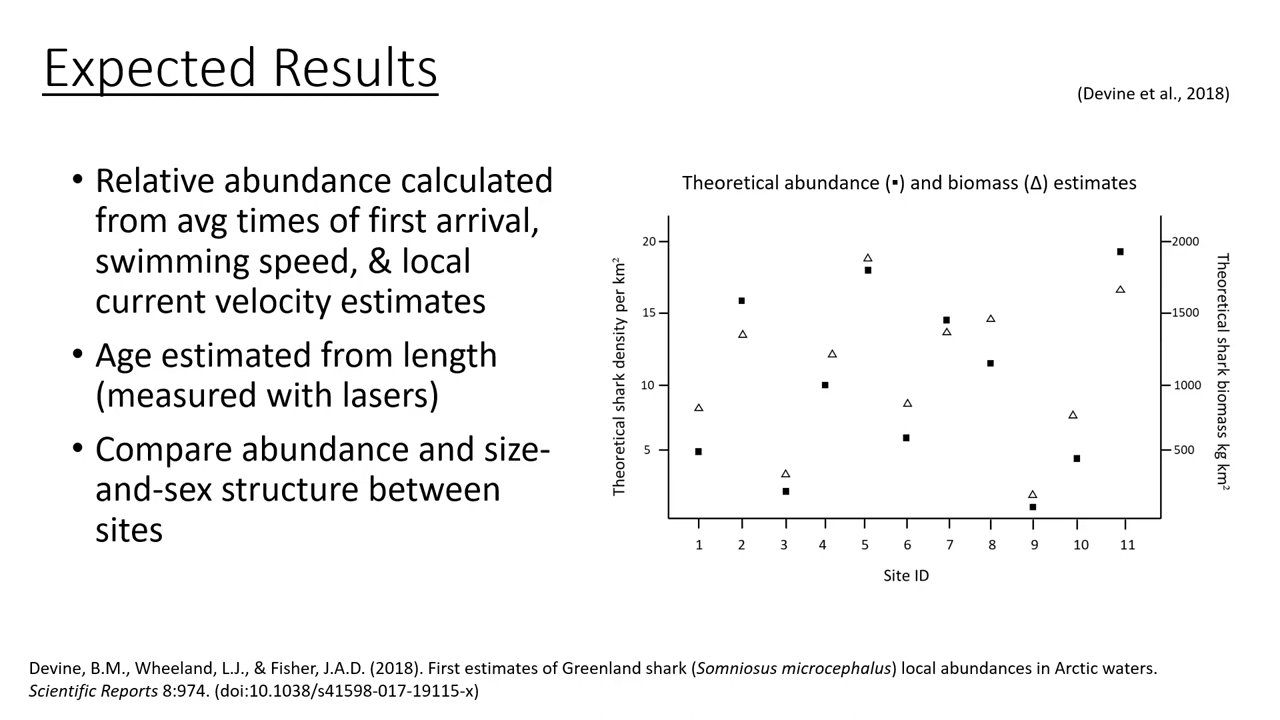 Expected Results
(Devine et al., 2018)
• Relative abundance calculated
from avg times of first arrival,
swimming speed, & local
current velocity estimates
• Age estimated from length
(measured with lasers)
• Compare abundance and size-
and-sex structure between
sites
Theoretical abundance (▪) and biomass (Δ) estimates
Theoretical shark density per km²
20
15
10
5
2000
1500
1000
500
Theoretical shark biomass kg km²
1 2 3 4 5 6 7 8 9 10 11
Site ID
Devine, B.M., Wheeland, L.J., & Fisher, J.A.D. (2018). First estimates of Greenland shark (Somniosus microcephalus) local abundances in Arctic waters.
Scientific Reports 8:974. (doi:10.1038/s41598-017-19115-x)